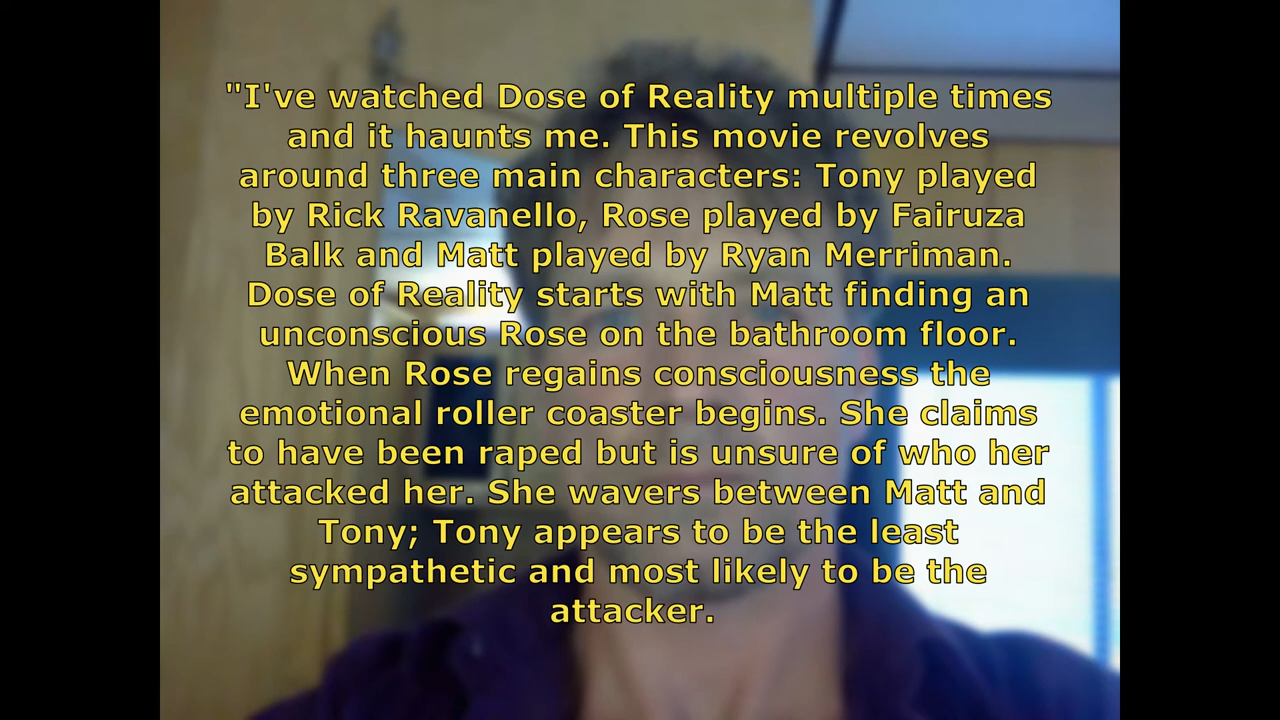 "I've watched Dose of Reality multiple times
and it haunts me. This movie revolves
around three main characters: Tony played
by Rick Ravanello, Rose played by Fairuza
Balk and Matt played by Ryan Merriman.
Dose of Reality starts with Matt finding an
unconscious Rose on the bathroom floor.
When Rose regains consciousness the
emotional roller coaster begins. She claims
to have been raped but is unsure of who her
attacked her. She wavers between Matt and
Tony; Tony appears to be the least
sympathetic and most likely to be the
attacker.